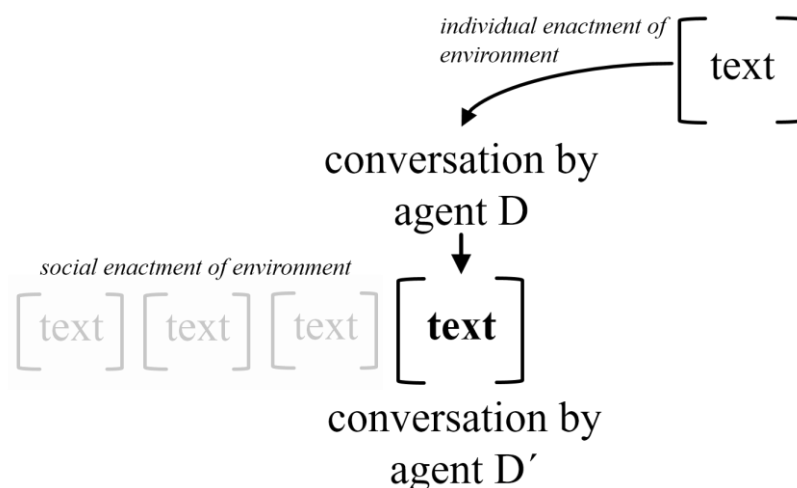 individual enactment of
environment
[text]
conversation by
agent D
social enactment of environment
[text] [text] [text] [text]
conversation by
agent D´